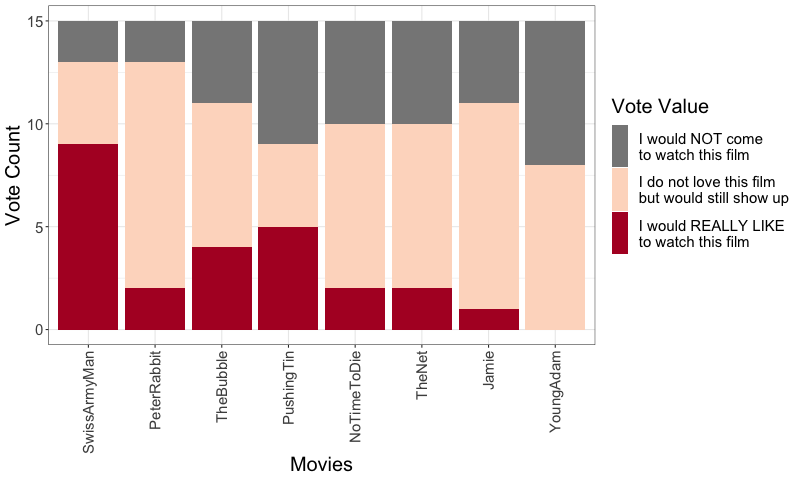 15
10
5
0
Vote Count
SwissArmyMan
PeterRabbit
TheBubble
PushingTin
NoTimeToDie
TheNet
Jamie
YoungAdam
Movies
Vote Value
I would NOT come
to watch this film
I do not love this film
but would still show up
I would REALLY LIKE
to watch this film